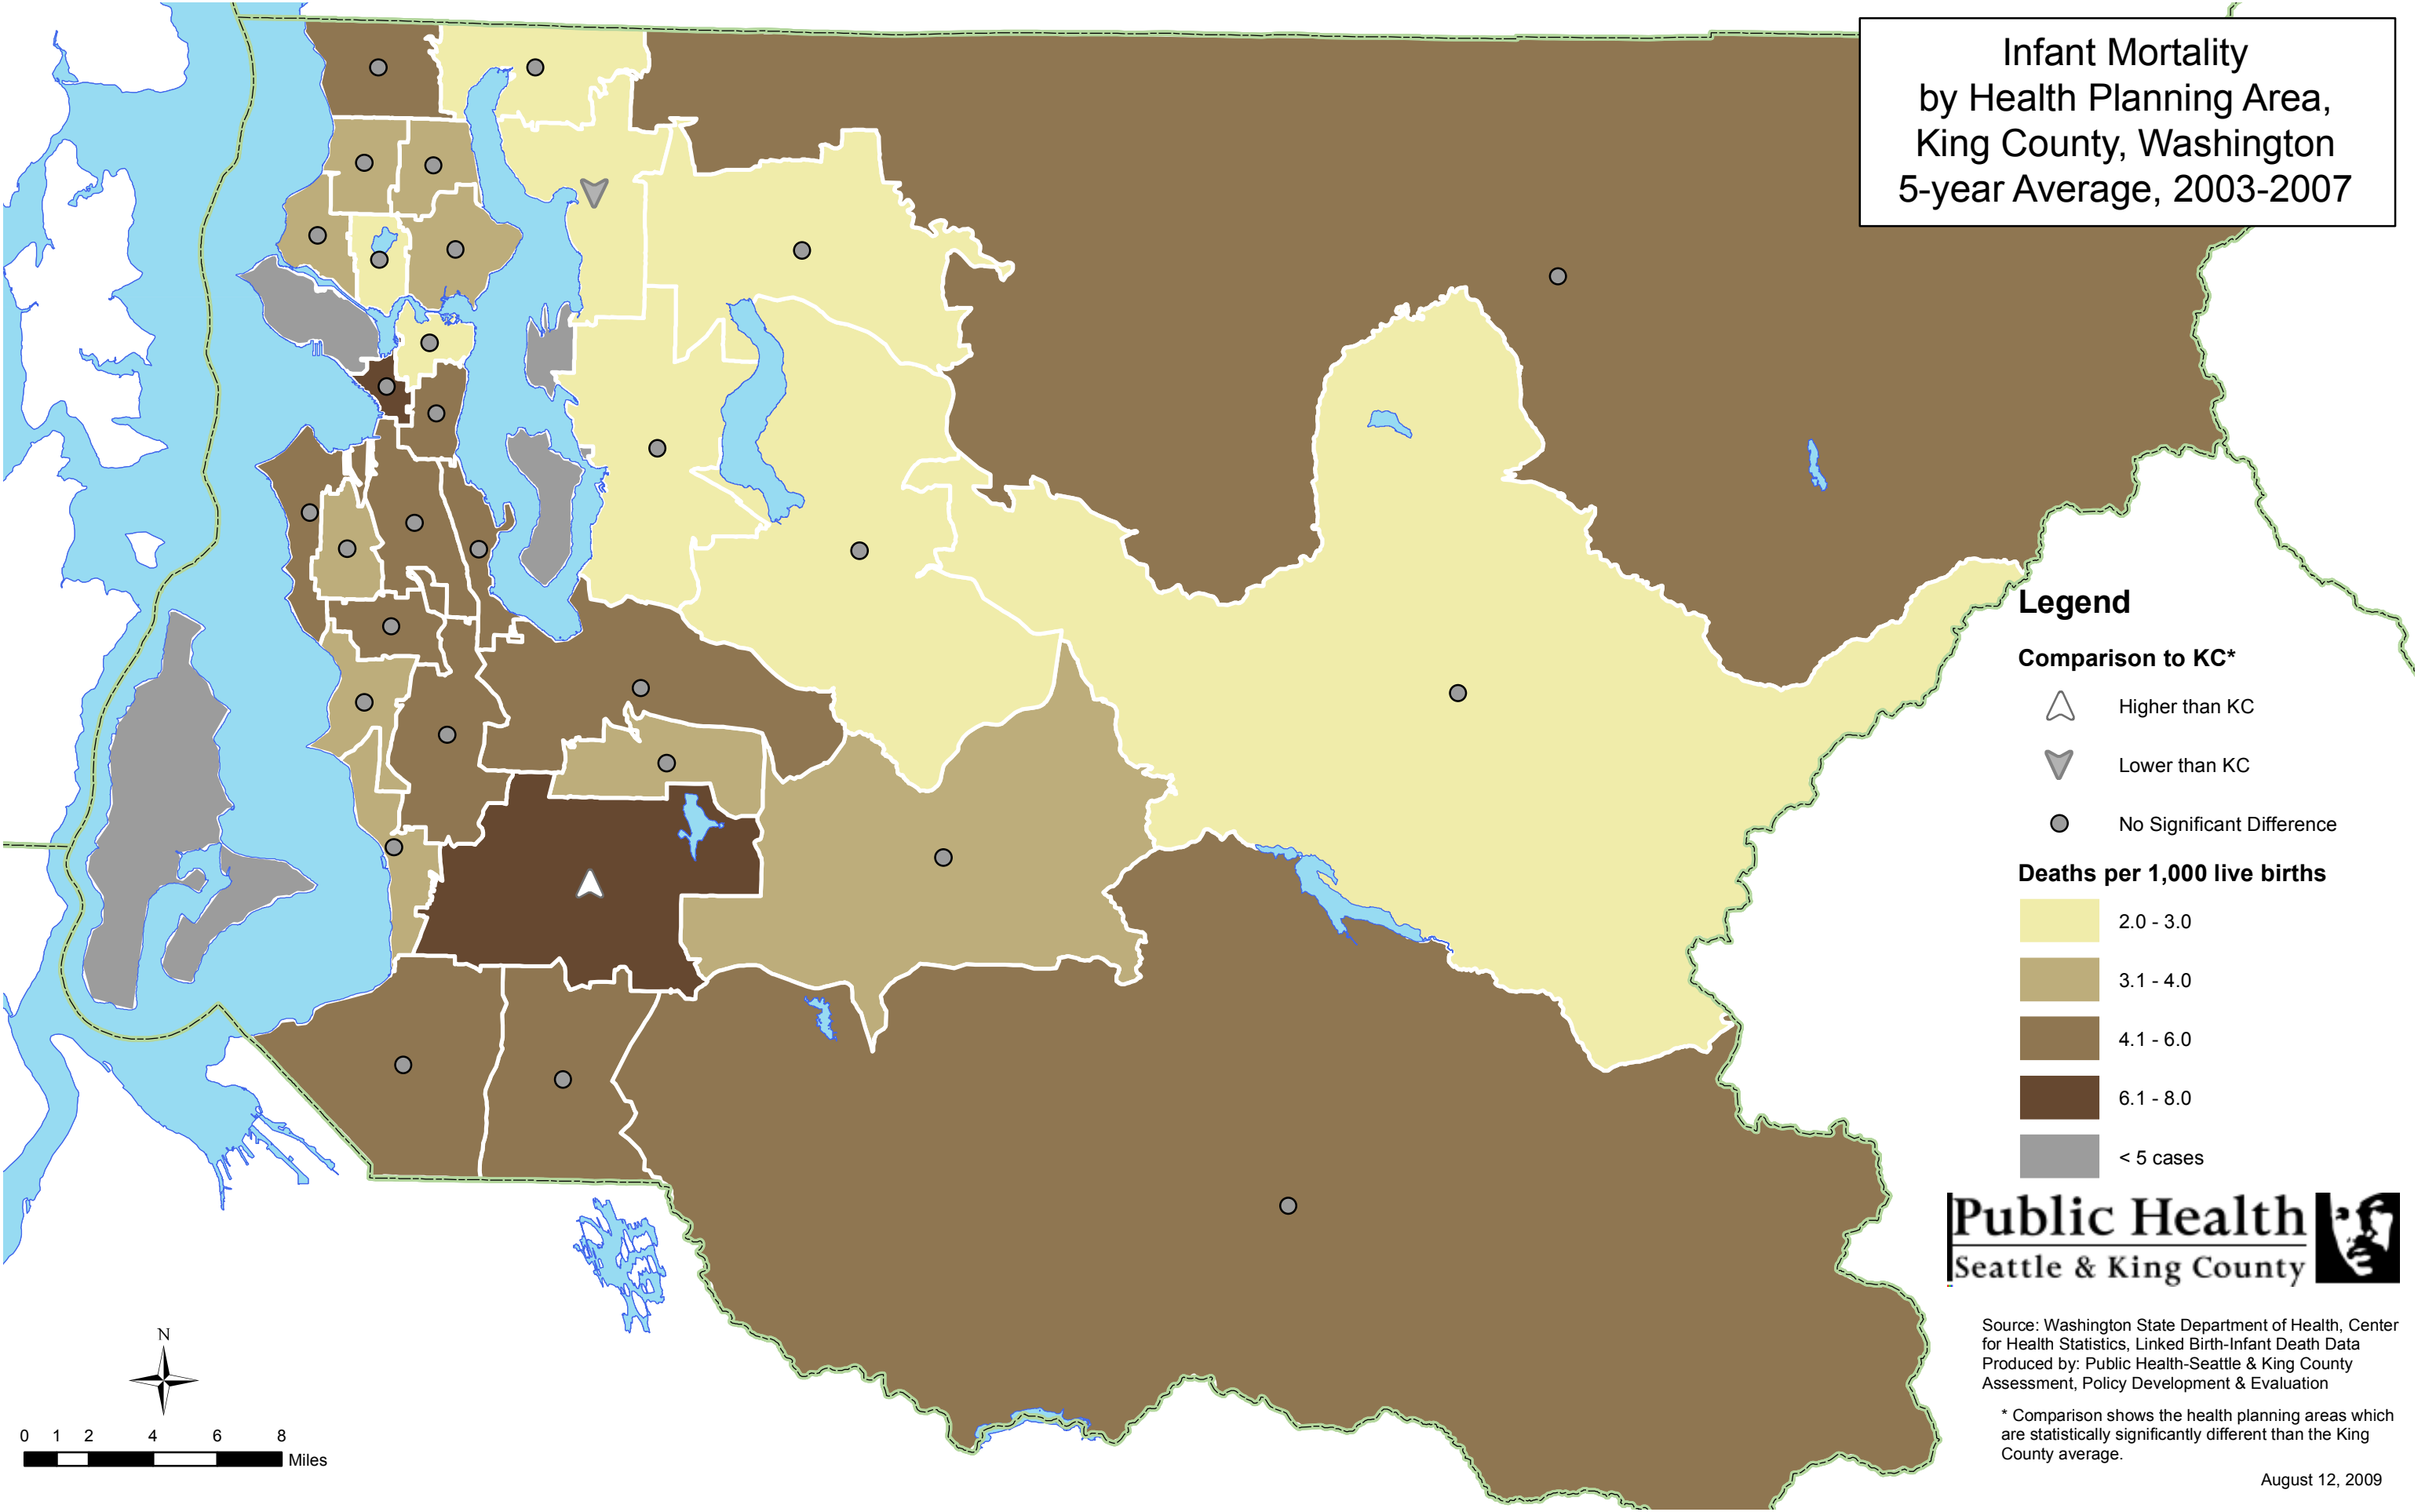 Infant Mortality
by Health Planning Area,
King County, Washington
5-year Average, 2003-2007
Legend
Comparison to KC*
Higher than KC
Lower than KC
No Significant Difference
Deaths per 1,000 live births
2.0 - 3.0
3.1 - 4.0
4.1 - 6.0
6.1 - 8.0
< 5 cases
Public Health
Seattle & King County
Source: Washington State Department of Health, Center
for Health Statistics, Linked Birth-Infant Death Data
Produced by: Public Health-Seattle & King County
Assessment, Policy Development & Evaluation
* Comparison shows the health planning areas which
are statistically significantly different than the King
County average.
August 12, 2009
N
0 1 2 4 6 8
Miles